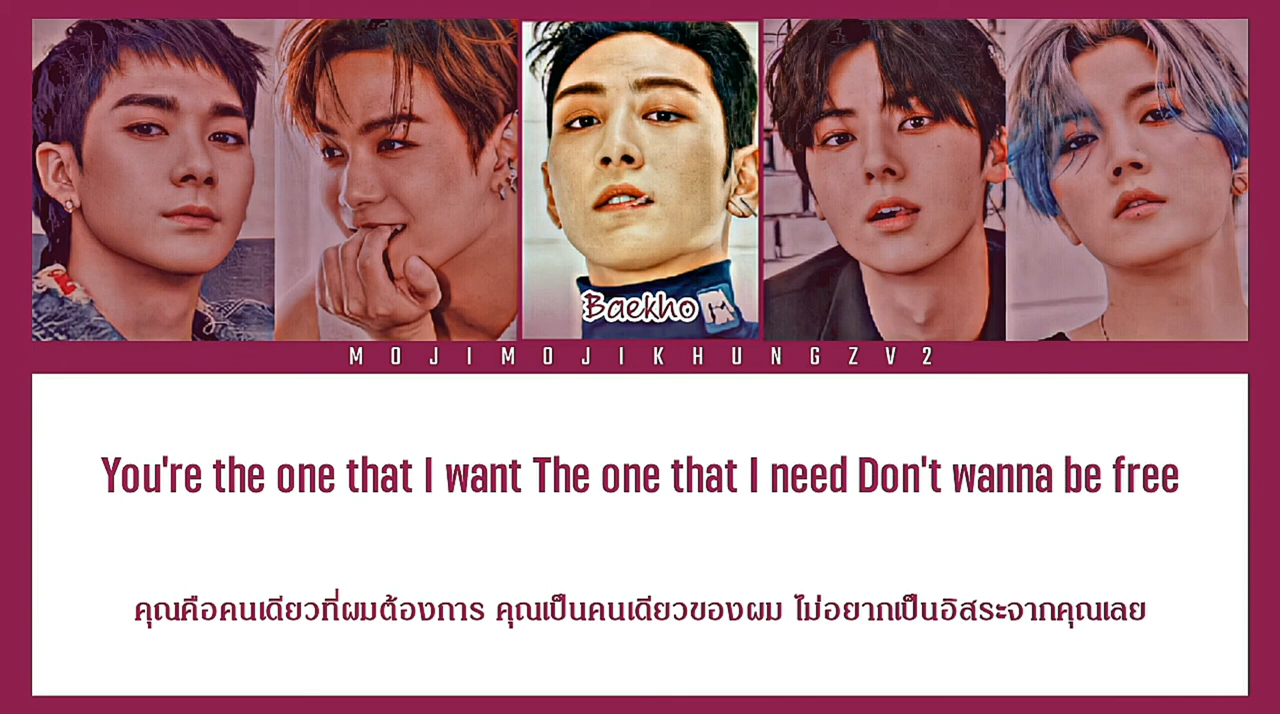 Baekho
MOJIMOJIKHUNGZV2
You're the one that I want The one that I need Don't wanna be free
คุณคือคนเดียวที่ผมต้องการ คุณเป็นคนเดียวของผม ไม่อยากเป็นอิสระจากคุณเลย